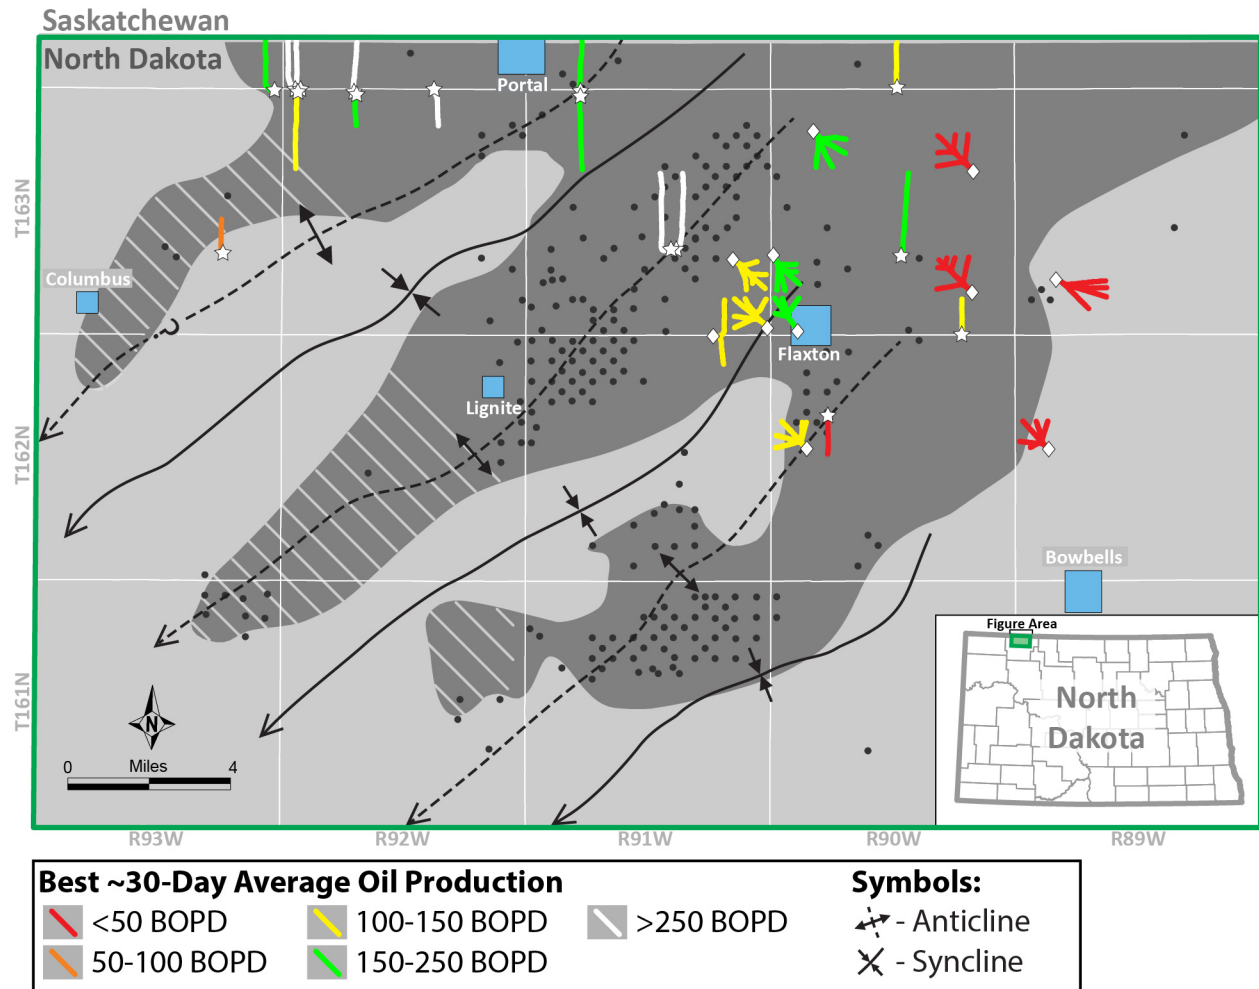 Saskatchewan
North Dakota
Portal
T163N
Columbus
Flaxton
Lignite
T162N
Bowbells
Figure Area
North
Dakota
T161N
N
0 Miles 4
R93W R92W R91W R90W R89W
Best ~30-Day Average Oil Production
Symbols:
<50 BOPD 100-150 BOPD >250 BOPD - Anticline
50-100 BOPD 150-250 BOPD - Syncline